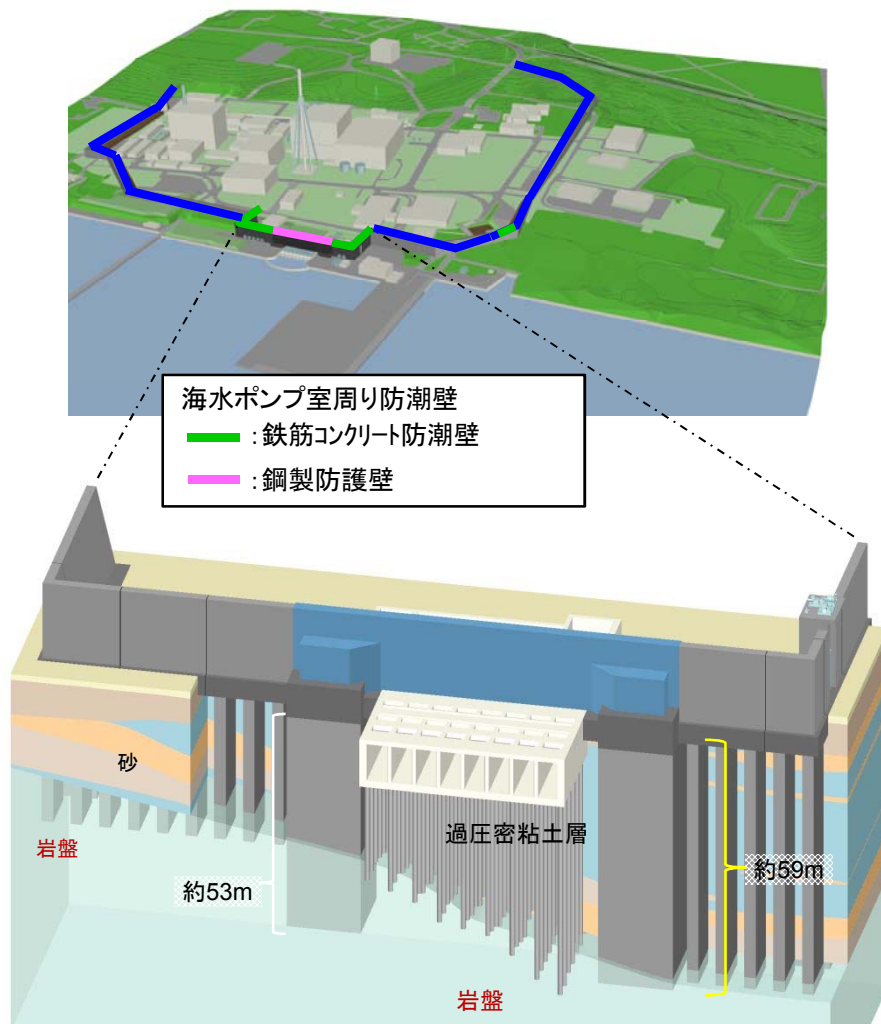 海水ポンプ室周り防潮壁
：鉄筋コンクリート防潮壁
：鋼製防護壁
砂
過圧密粘土層
岩盤
約59m
約53m
岩盤